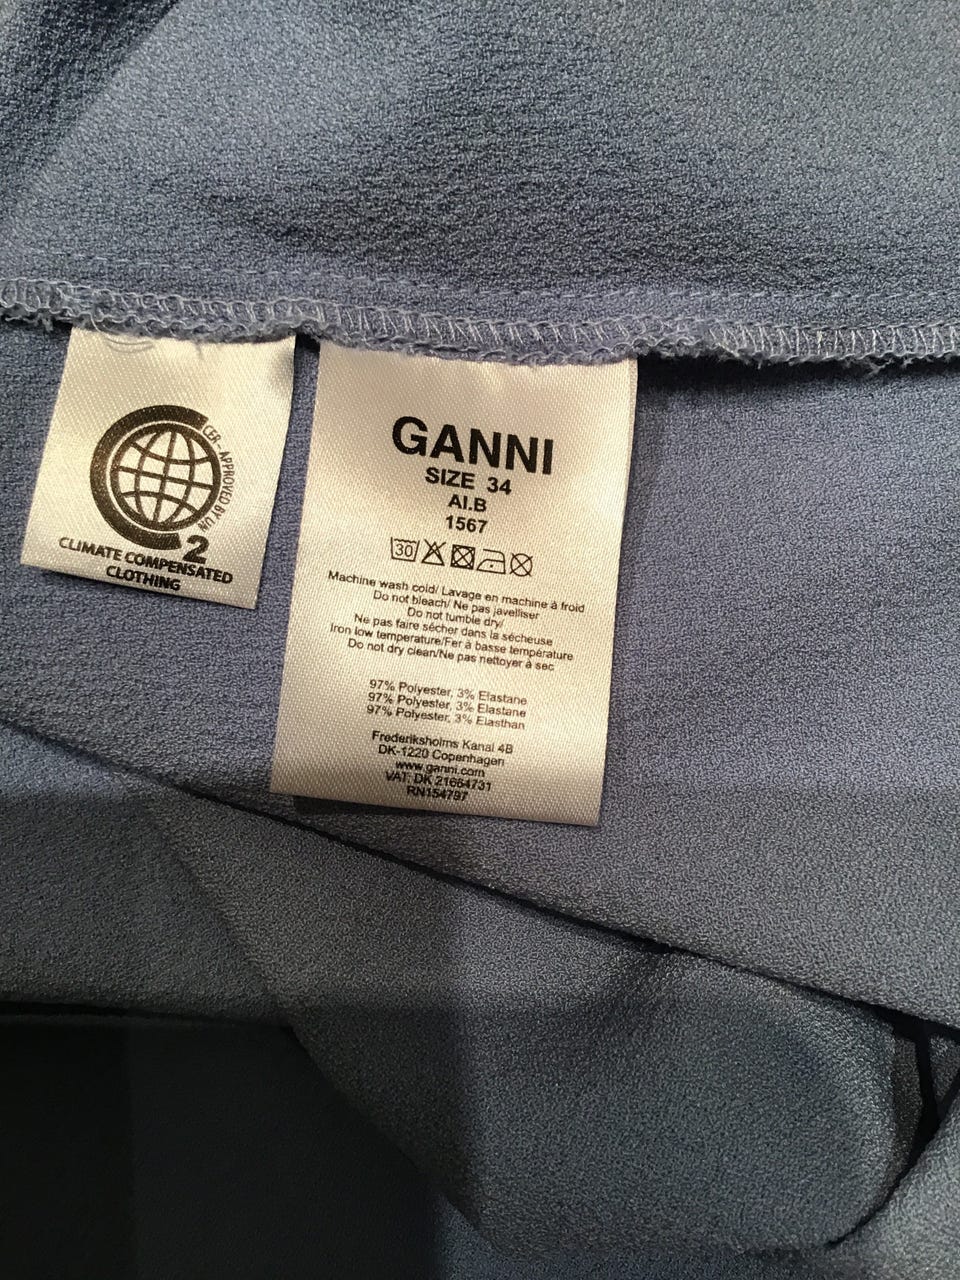 CER-APPROVED BY UN
2
CLIMATE COMPENSATED
CLOTHING
GANNI
SIZE 34
AI.B
1567
30
Machine wash cold/ Lavage en machine à froid
Do not bleach/ Ne pas javelliser
Do not tumble dry/
Ne pas faire sécher dans la sécheuse
Iron low temperature/Fer à basse température
Do not dry clean/Ne pas nettoyer à sec
97% Polyester, 3% Elastane
97% Polyester, 3% Elastane
97% Polyester, 3% Elasthan
Frederiksholms Kanal 4B
DK-1220 Copenhagen
www.ganni.com
VAT: DK 21664731
RN154797